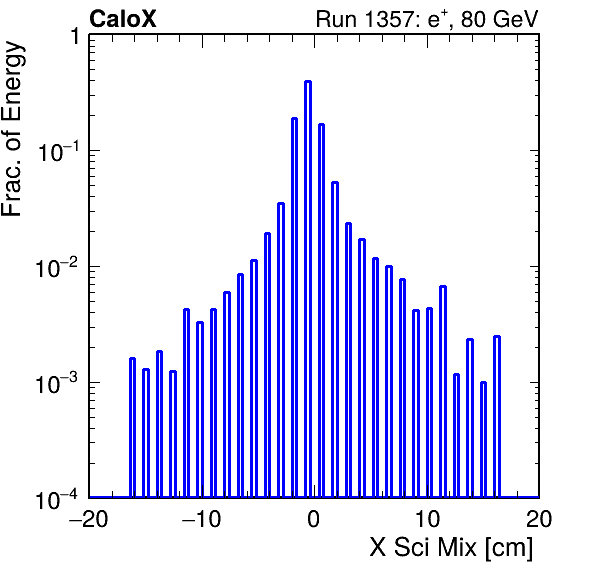 CaloX Run 1357: e⁺, 80 GeV
Frac. of Energy
1
10⁻¹
10⁻²
10⁻³
10⁻⁴
−20 −10 0 10 20
X Sci Mix [cm]